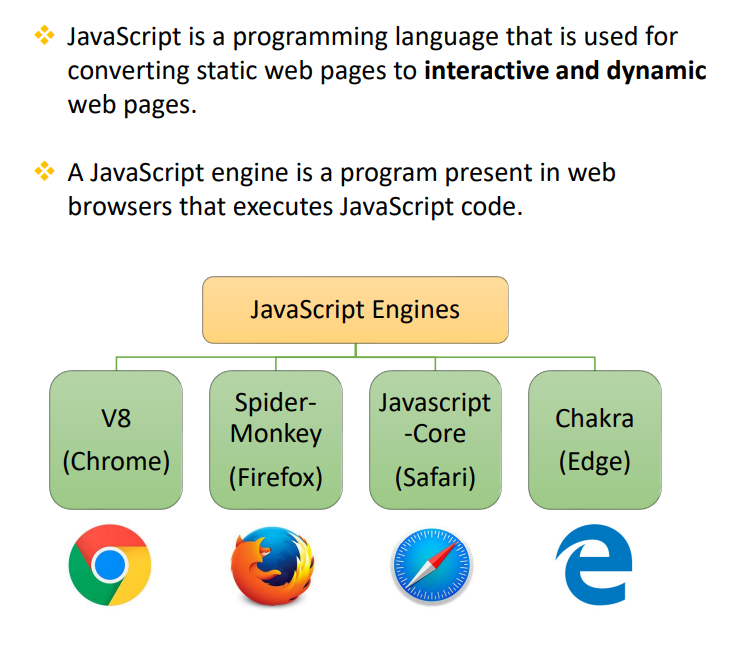 JavaScript is a programming language that is used for
converting static web pages to interactive and dynamic
web pages.
A JavaScript engine is a program present in web
browsers that executes JavaScript code.
JavaScript Engines
V8
(Chrome)
Spider-
Monkey
(Firefox)
Javascript
-Core
(Safari)
Chakra
(Edge)